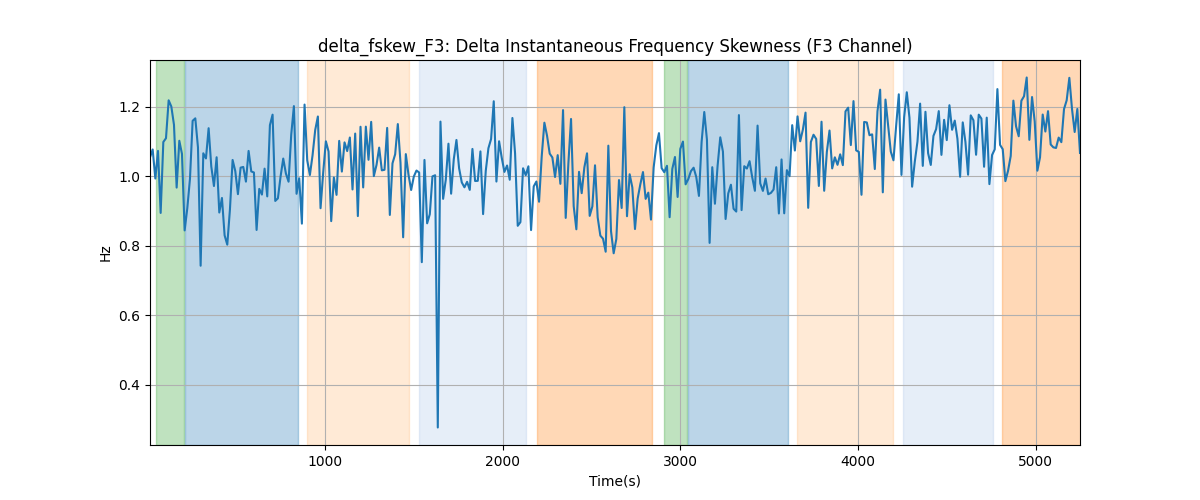 delta_fskew_F3: Delta Instantaneous Frequency Skewness (F3 Channel)
1.2
1.0
0.8
0.6
0.4
Hz
1000 2000 3000 4000 5000
Time(s)